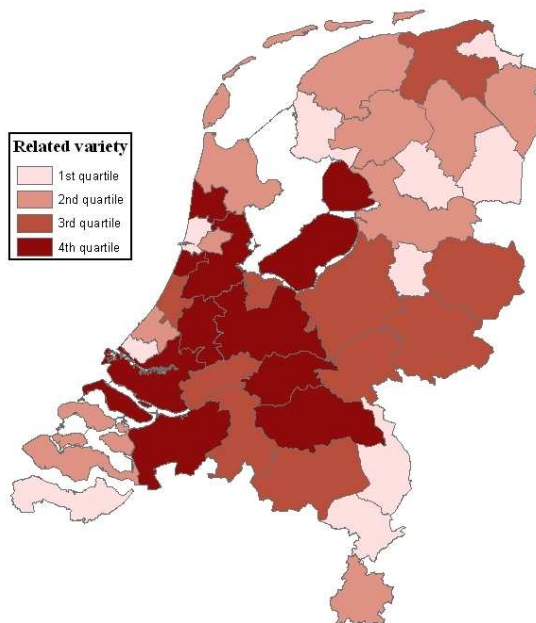 Related variety
1st quartile
2nd quartile
3rd quartile
4th quartile